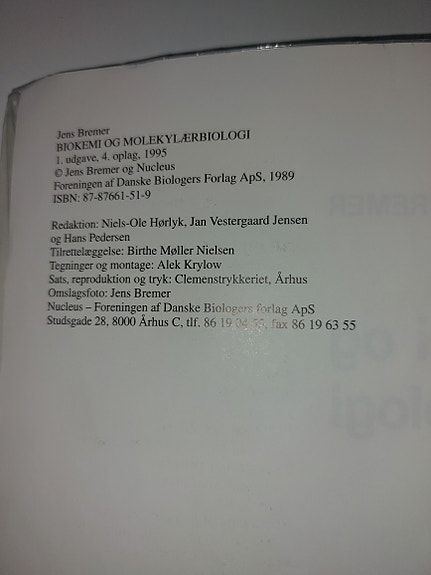 Jens Bremer
BIOKEMI OG MOLEKYLÆRBIOLOGI
1. udgave, 4. oplag, 1995
© Jens Bremer og Nucleus
Foreningen af Danske Biologers Forlag ApS, 1989
ISBN: 87-87661-51-9
Redaktion: Niels-Ole Hørlyk, Jan Vestergaard Jensen
og Hans Pedersen
Tilrettelæggelse: Birthe Møller Nielsen
Tegninger og montage: Alek Krylow
Sats, reproduktion og tryk: Clemenstrykkeriet, Århus
Omslagsfoto: Jens Bremer
Nucleus – Foreningen af Danske Biologers forlag ApS
Studsgade 28, 8000 Århus C, tlf. 86 19 04 55, fax 86 19 63 55